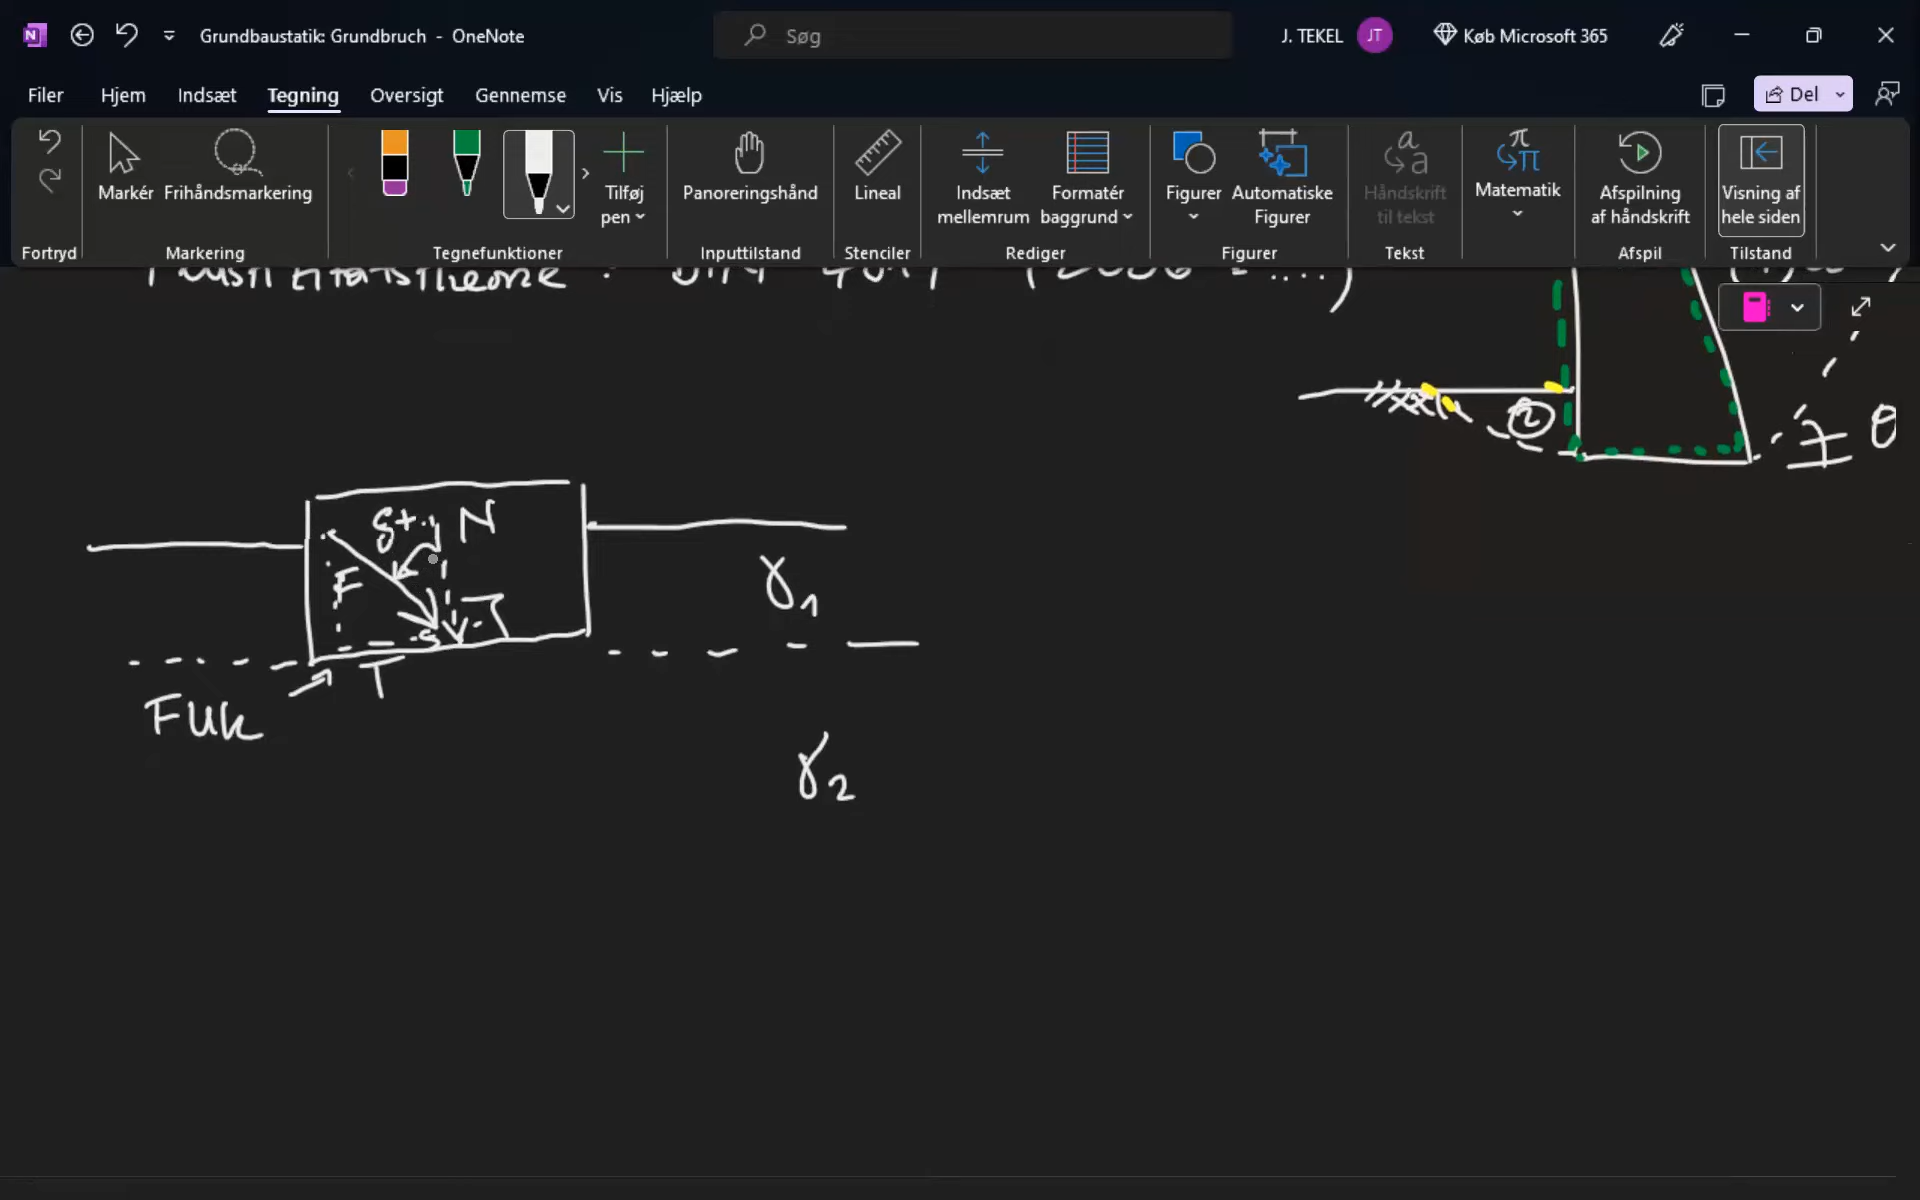 Grundbaustatik: Grundbruch - OneNote
Søg
J. TEKEL
JT
Køb Microsoft 365
Filer
Hjem
Indsæt
Tegning
Oversigt
Gennemse
Vis
Hjælp
Del
Markér
Frihåndsmarkering
Tilføj
pen
Panoreringshånd
Lineal
Indsæt
mellemrum
Formatér
baggrund
Figurer
Automatiske
Figurer
Håndskrift
til tekst
Matematik
Afspilning
af håndskrift
Visning af
hele siden
Fortryd
Markering
Tegnefunktioner
Inputtilstand
Stenciler
Rediger
Figurer
Tekst
Afspil
Tilstand
2
N
F
T
γ1
Fuk
γ2